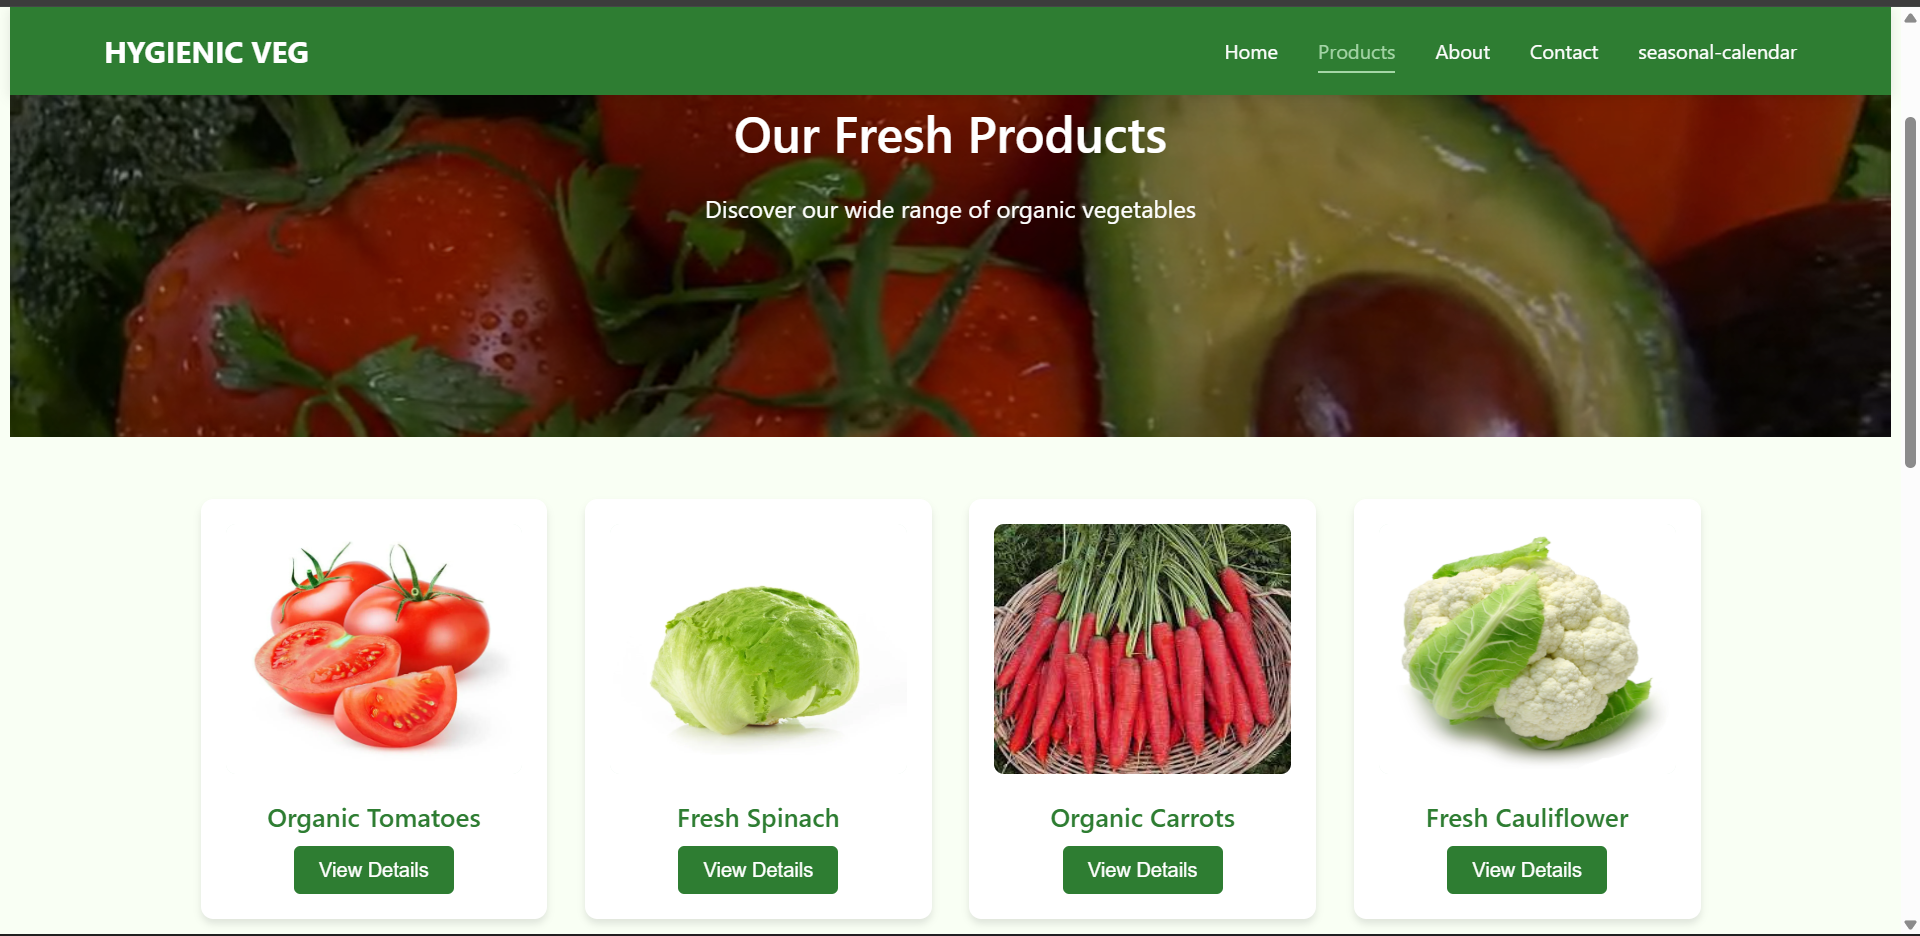 HYGIENIC VEG
Home Products About Contact seasonal-calendar
Our Fresh Products
Discover our wide range of organic vegetables
Organic Tomatoes
View Details
Fresh Spinach
View Details
Organic Carrots
View Details
Fresh Cauliflower
View Details